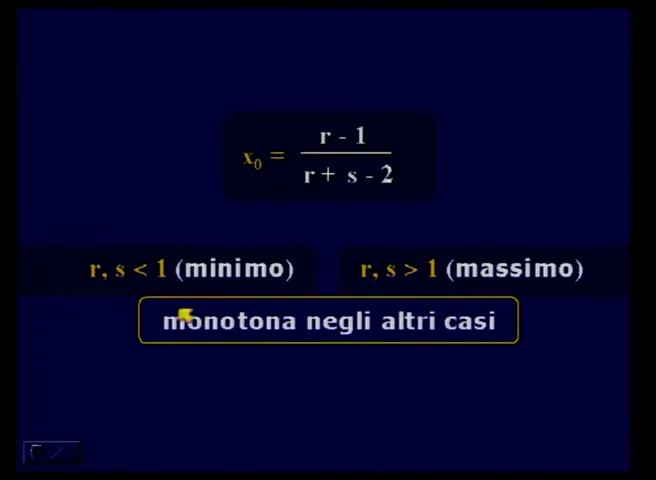 x₀ = r - 1 / r + s - 2
r, s < 1 (minimo)
r, s > 1 (massimo)
monotona negli altri casi